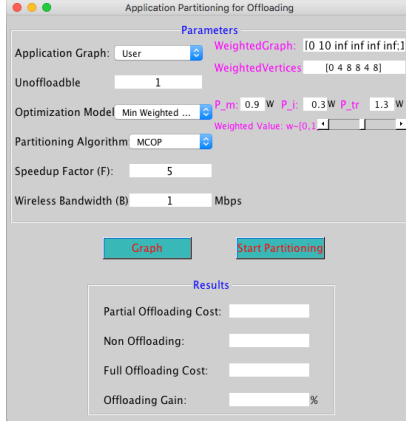 Application Partitioning for Offloading
Parameters
Application Graph: User
WeightedGraph: [0 10 inf inf inf inf;1
WeightedVertices [0 4 8 8 4 8]
Unoffloadble 1
Optimization Model Min Weighted ...
P_m: 0.9 W P_i: 0.3 W P_tr 1.3 W
Weighted Value: w~[0,1
Partitioning Algorithm MCOP
Speedup Factor (F): 5
Wireless Bandwidth (B) 1 Mbps
Graph Start Partitioning
Results
Partial Offloading Cost:
Non Offloading:
Full Offloading Cost:
Offloading Gain: %